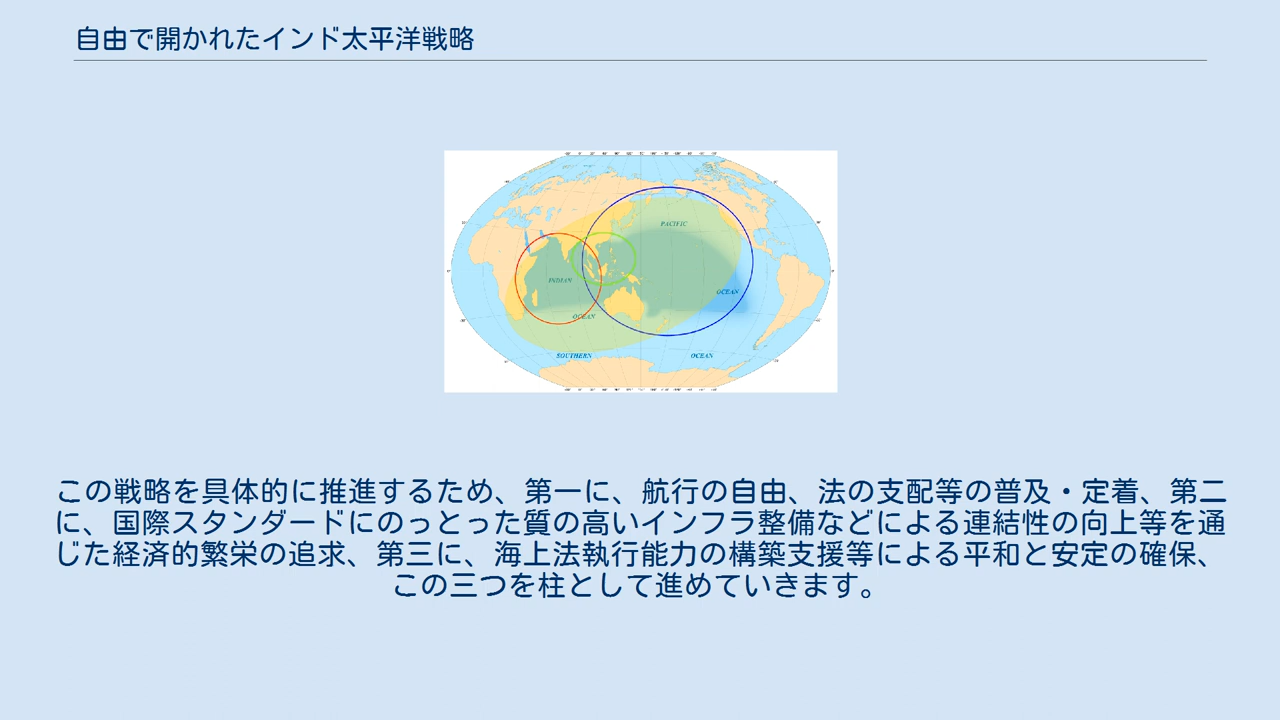 自由で開かれたインド太平洋戦略
PACIFIC
INDIAN
OCEAN
OCEAN
SOUTHERN
OCEAN
この戦略を具体的に推進するため、第一に、航行の自由、法の支配等の普及・定着、第二
に、国際スタンダードにのっとった質の高いインフラ整備などによる連結性の向上等を通
じた経済的繁栄の追求、第三に、海上法執行能力の構築支援等による平和と安定の確保、
この三つを柱として進めていきます。